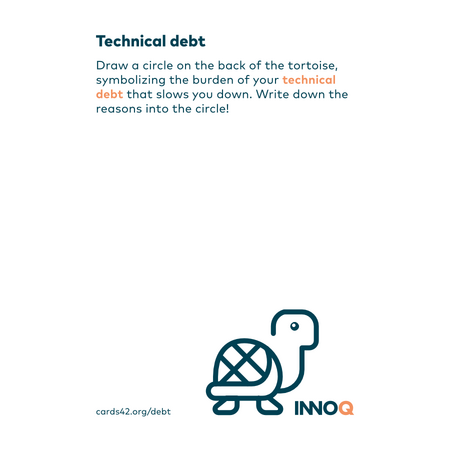 Technical debt
Draw a circle on the back of the tortoise,
symbolizing the burden of your technical
debt that slows you down. Write down the
reasons into the circle!
cards42.org/debt
INNOQ